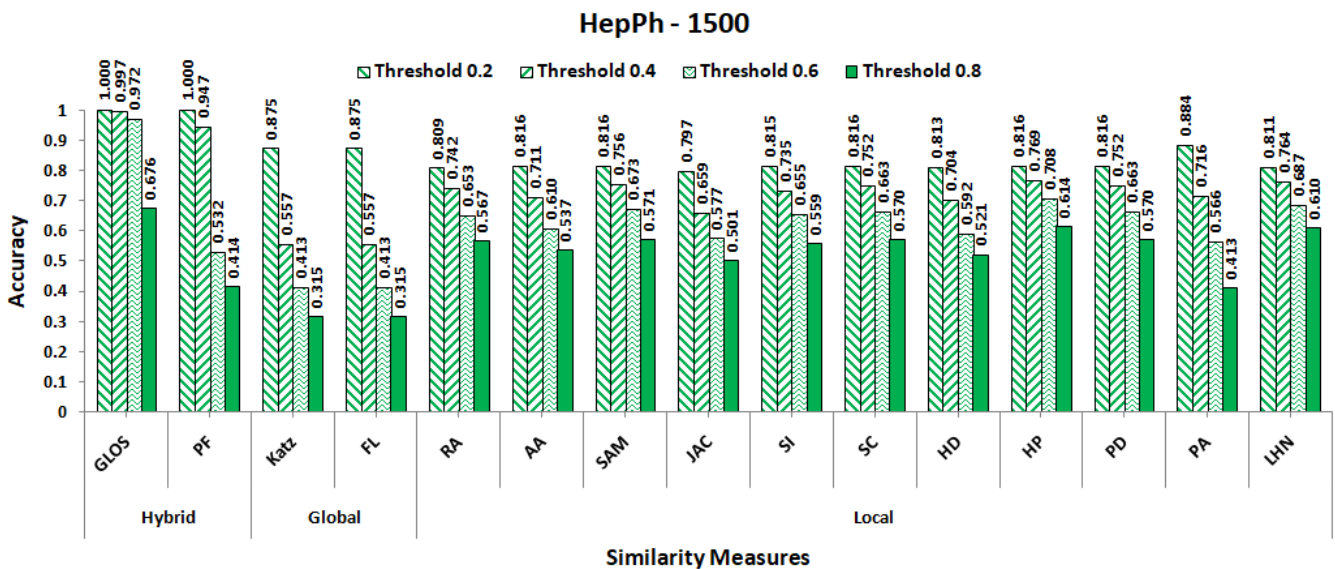 HepPh - 1500
Threshold 0.2 Threshold 0.4 Threshold 0.6 Threshold 0.8
Accuracy
1
0.9
0.8
0.7
0.6
0.5
0.4
0.3
0.2
0.1
0
1.000 0.997 0.972 0.676
1.000 0.947 0.532 0.414
0.875 0.557 0.413 0.315
0.875 0.557 0.413 0.315
0.809 0.742 0.653 0.567
0.816 0.711 0.610 0.537
0.816 0.756 0.673 0.571
0.797 0.659 0.577 0.501
0.815 0.735 0.655 0.559
0.816 0.752 0.663 0.570
0.813 0.704 0.592 0.521
0.816 0.769 0.708 0.614
0.816 0.752 0.663 0.570
0.884 0.716 0.566 0.413
0.811 0.764 0.687 0.610
GLOS PF Katz FL RA AA SAM JAC SI SC HD HP PD PA LHN
Hybrid Global Local
Similarity Measures